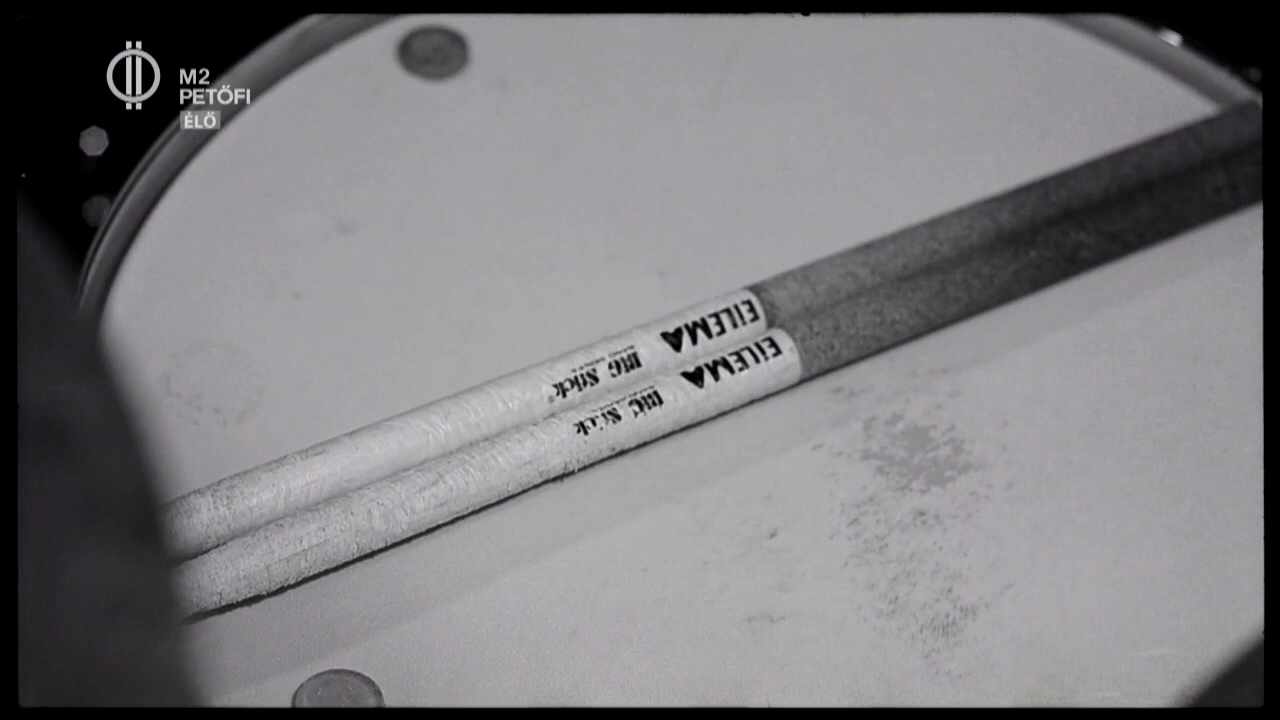 M2
PETŐFI
ÉLŐ
EILEMA
BIG Stick
EILEMA
BIG Stick